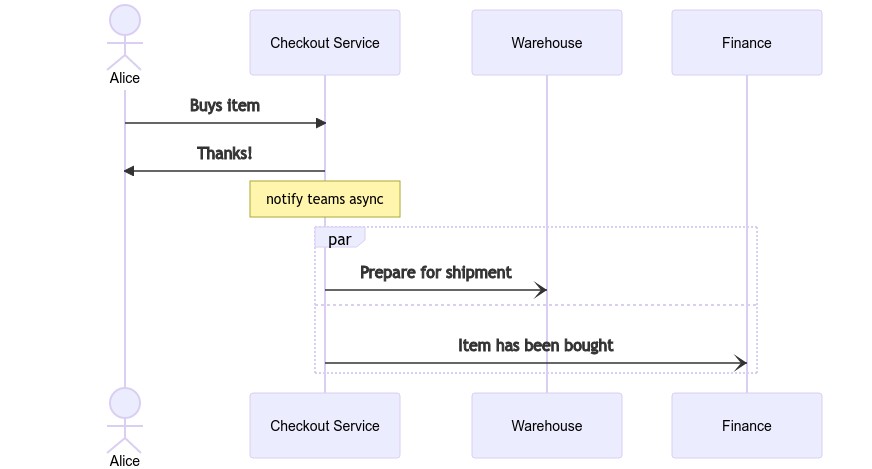 Checkout Service
Warehouse
Finance
Alice
Buys item
Thanks!
notify teams async
par
Prepare for shipment
Item has been bought
Checkout Service
Warehouse
Finance
Alice